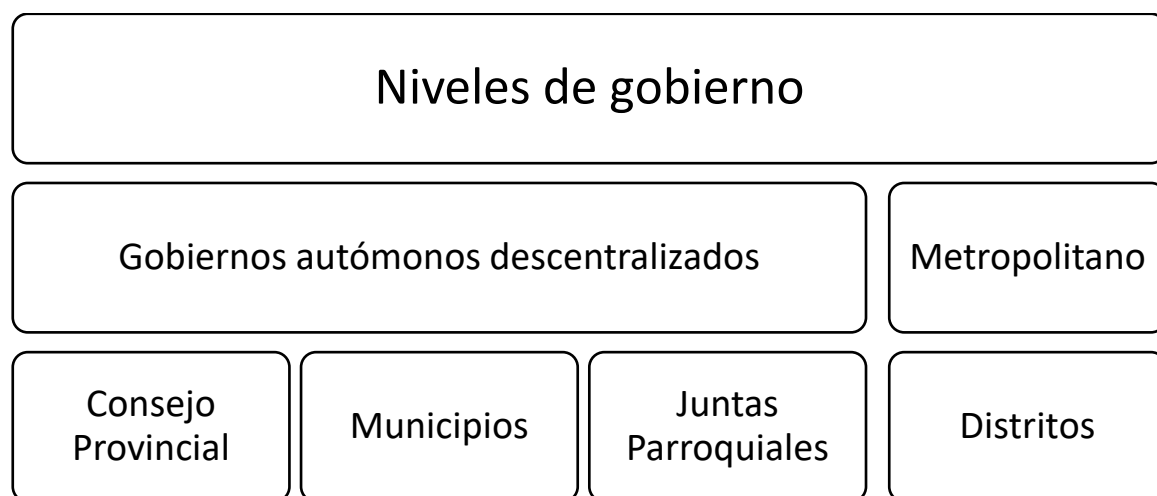 Niveles de gobierno
Gobiernos autómonos descentralizados
Metropolitano
Consejo
Provincial
Municipios
Juntas
Parroquiales
Distritos